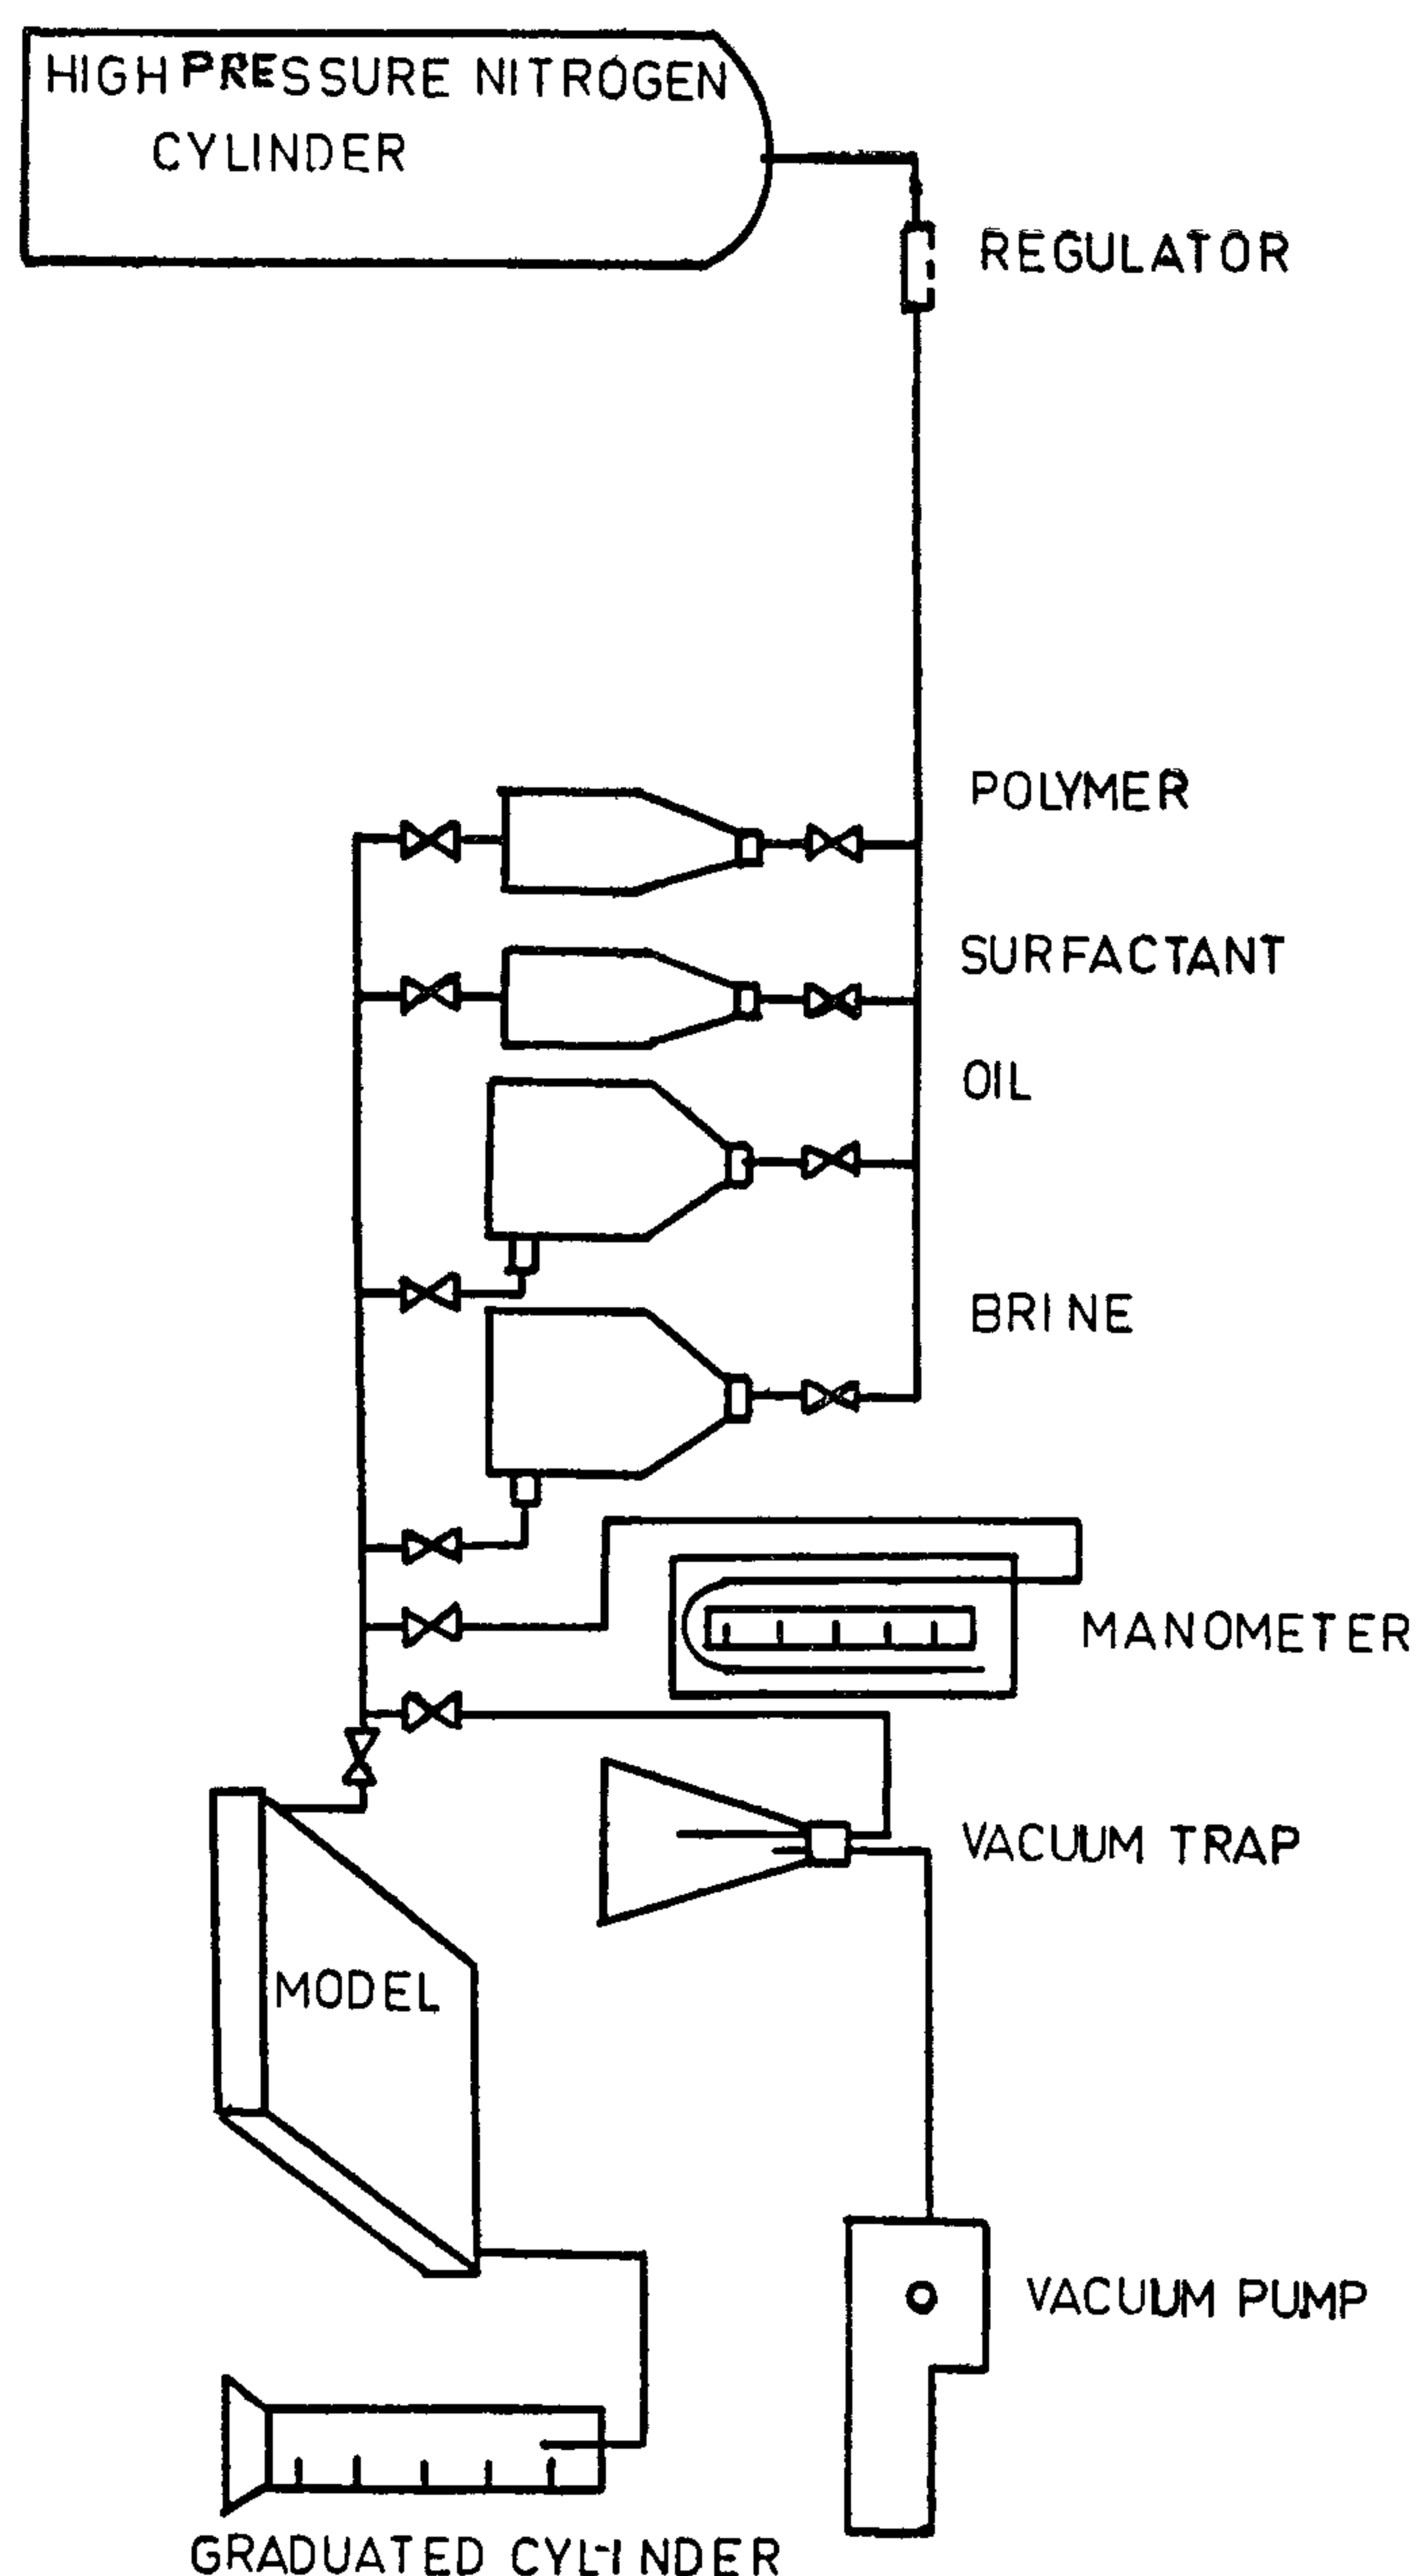 HIGH PRESSURE NITROGEN
CYLINDER
REGULATOR
POLYMER
SURFACTANT
OIL
BRINE
MANOMETER
VACUUM TRAP
MODEL
VACUUM PUMP
GRADUATED CYLINDER